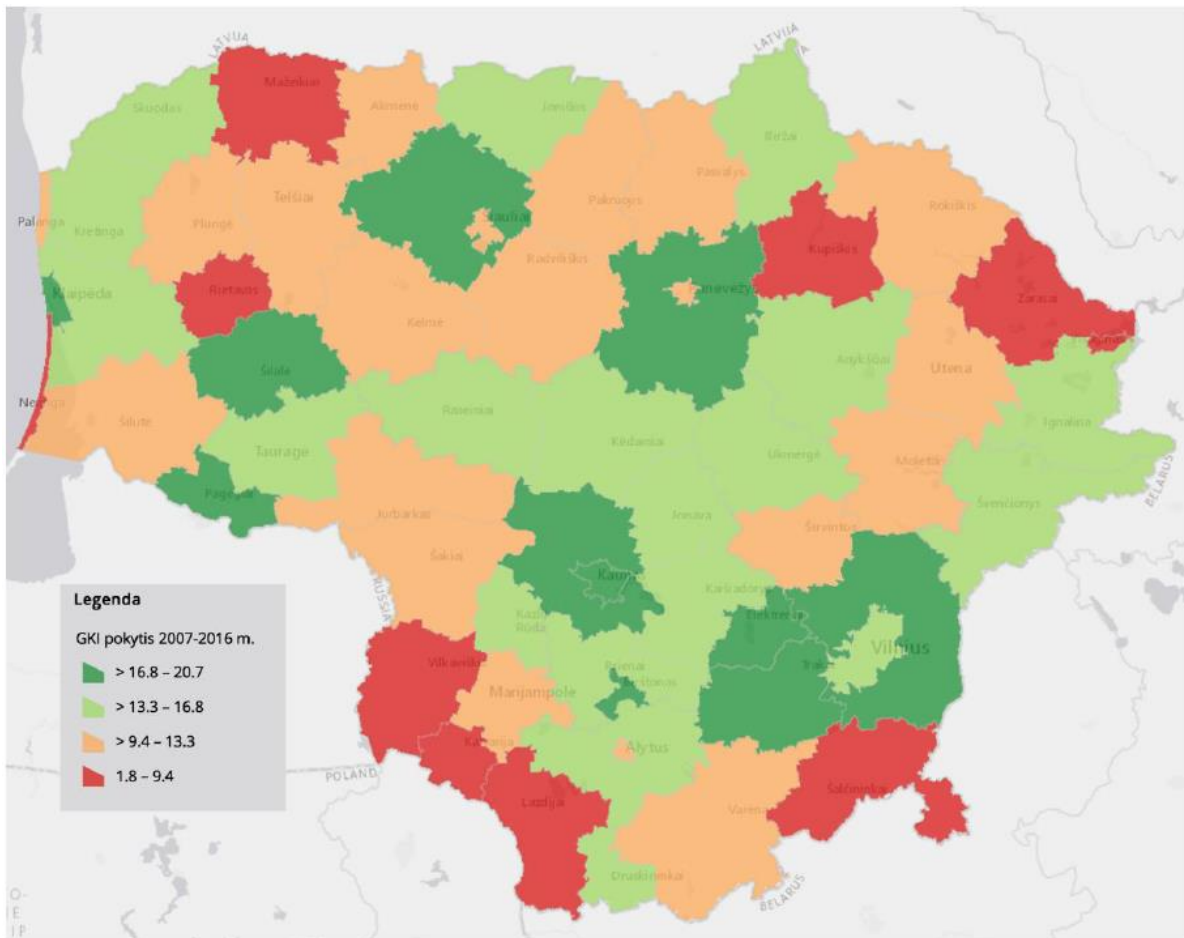 LATVIJA
LATVIJA
Mažeikiai
Akmenė
Joniškis
Skuodas
Biržai
Pasvalys
Rokiškis
Telšiai
Pakruojis
Palanga
Plungė
Šiauliai
Kretinga
Kupiškis
Radviliškis
Panevėžys
Rietavas
Klaipėda
Zarasai
Kelmė
Anykščiai
Utena
Šilalė
Neringa
Raseiniai
Ignalina
Šilutė
Kėdainiai
Tauragė
Ukmergė
Molėtai
BELARUS
Pagėgiai
Švenčionys
Jurbarkas
Jonava
Širvintos
Šakiai
RUSSIA
Kaunas
Kaišiadorys
Legenda
Kazlų
Rūda
Elektrėnai
GKI pokytis 2007-2016 m.
Vilnius
Prienai
Trakai
Vilkaviškis
> 16.8 – 20.7
Birštonas
Marijampolė
> 13.3 – 16.8
Kalvarija
Alytus
> 9.4 – 13.3
POLAND
1.8 – 9.4
Lazdijai
Šalčininkai
Varėna
Druskininkai
BELARUS